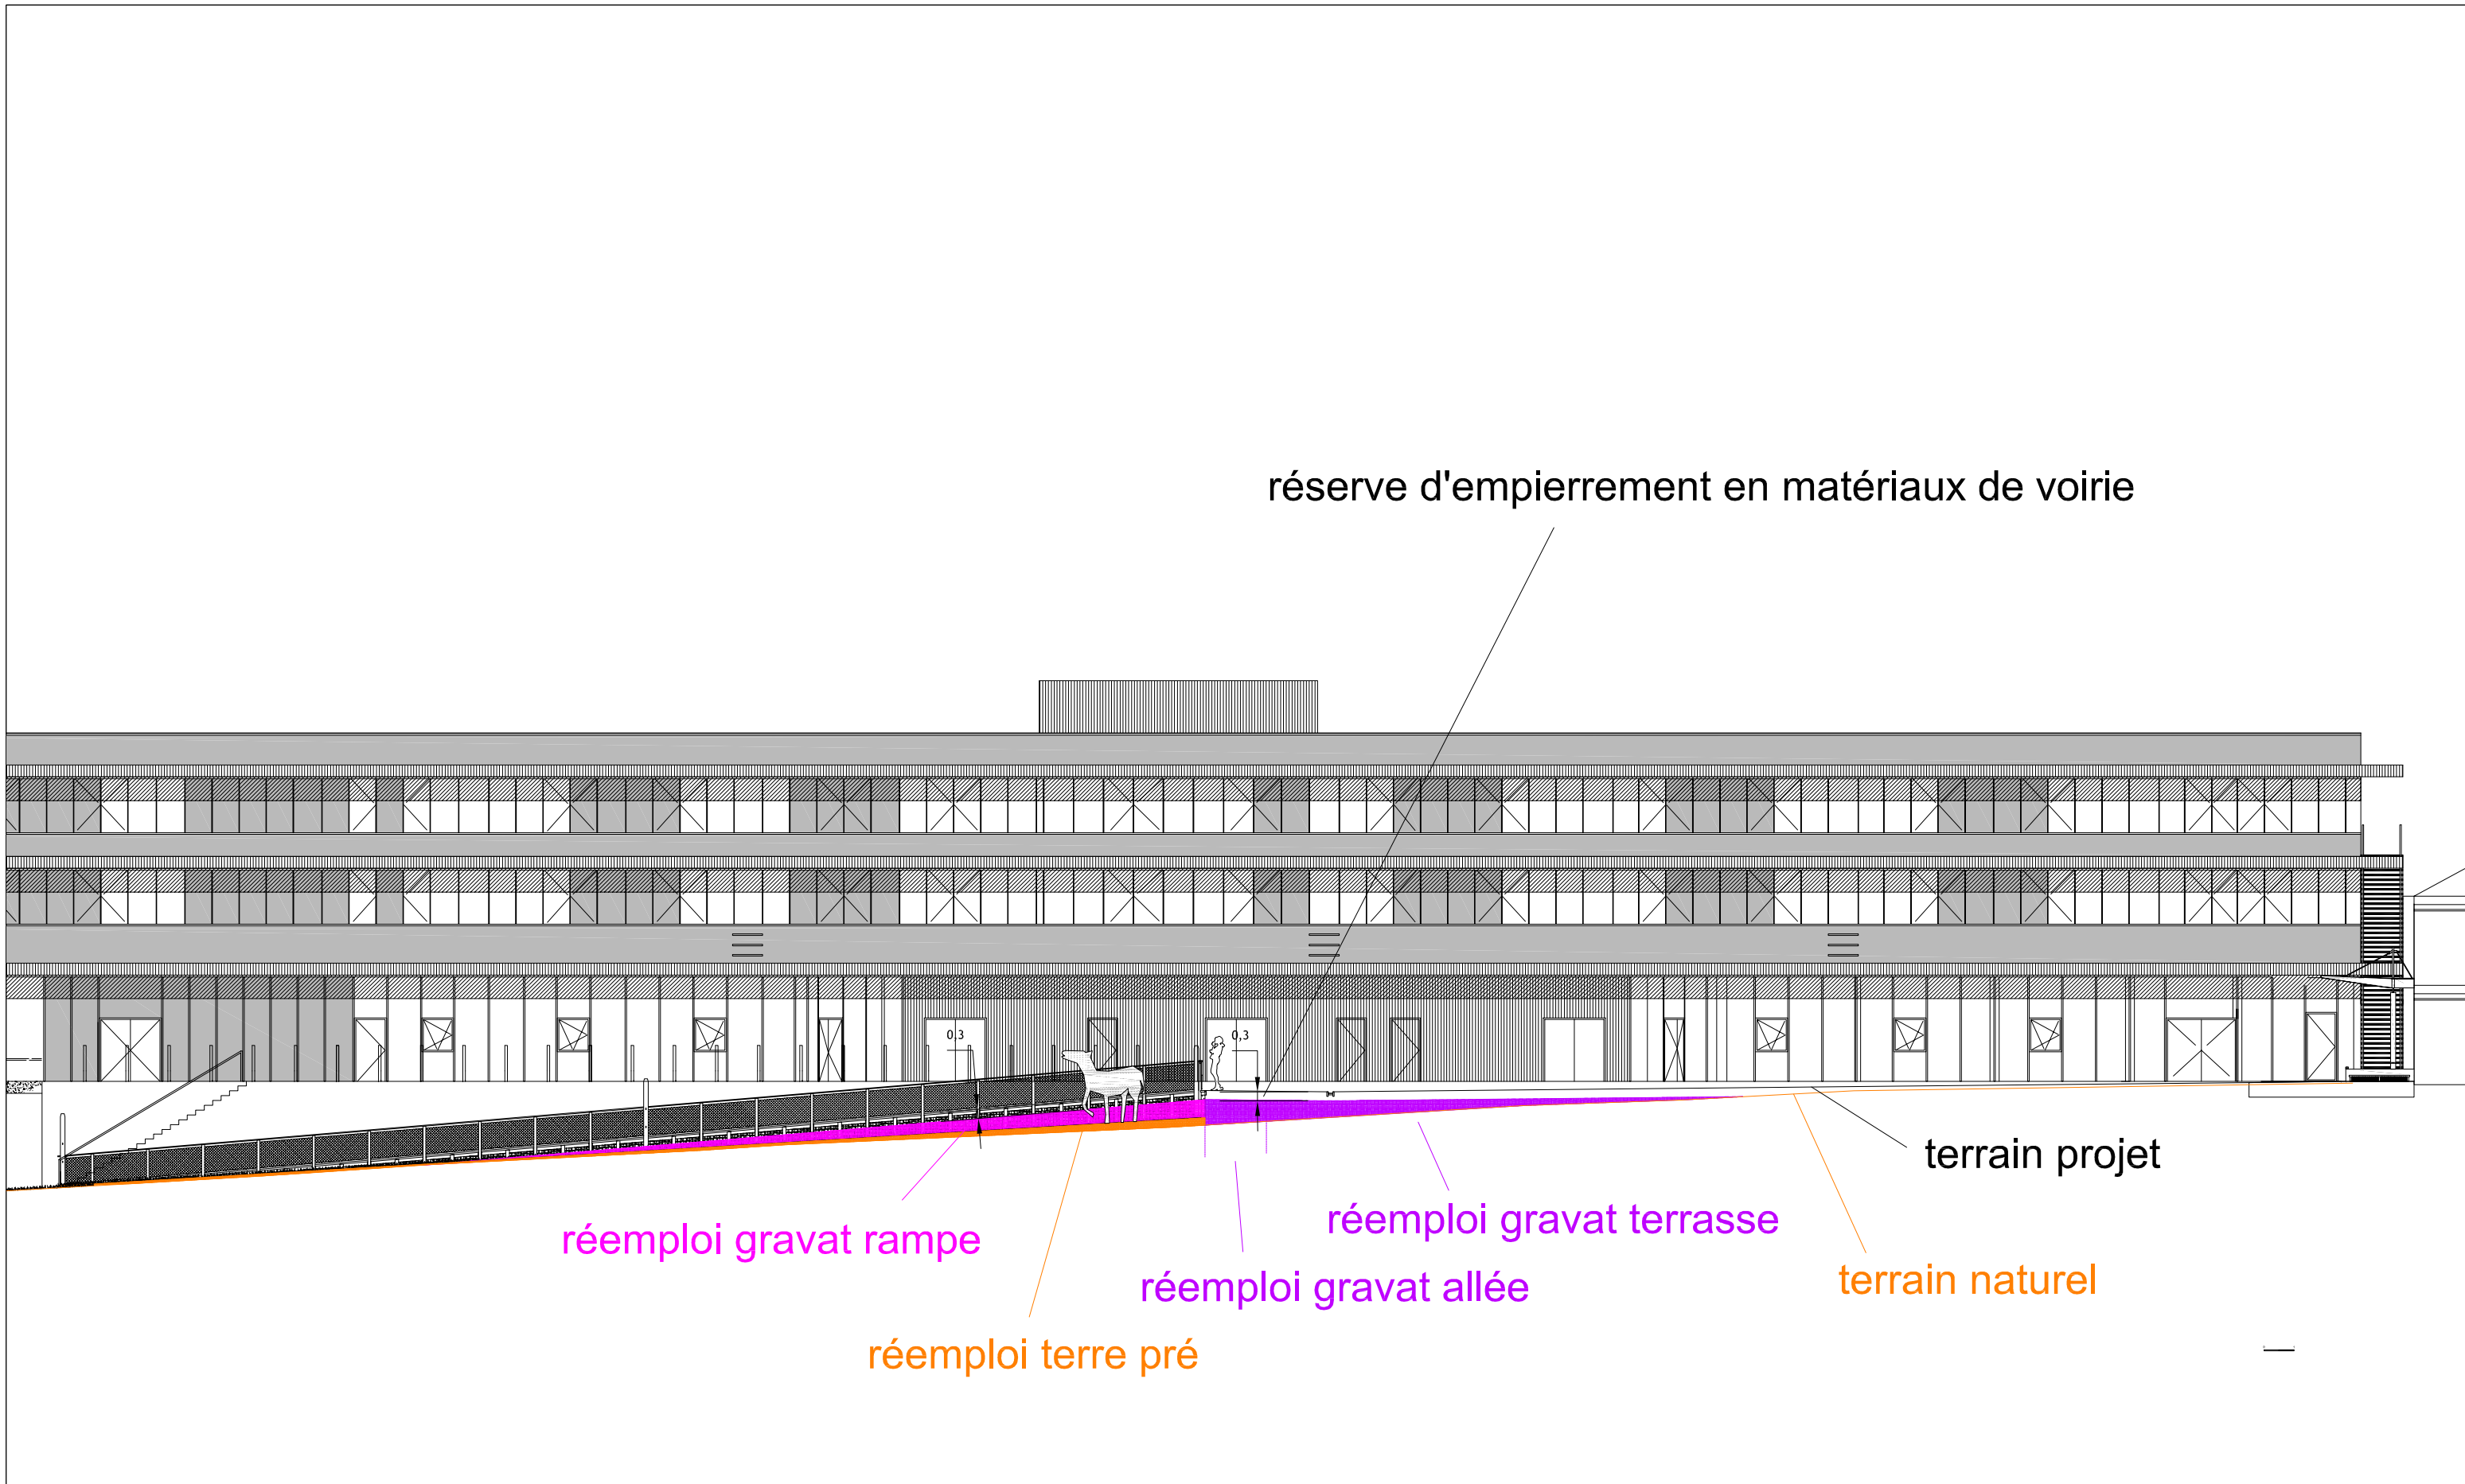 réserve d'empierrement en matériaux de voirie
0,3
0,3
terrain projet
réemploi gravat rampe
réemploi gravat terrasse
réemploi gravat allée
terrain naturel
réemploi terre pré